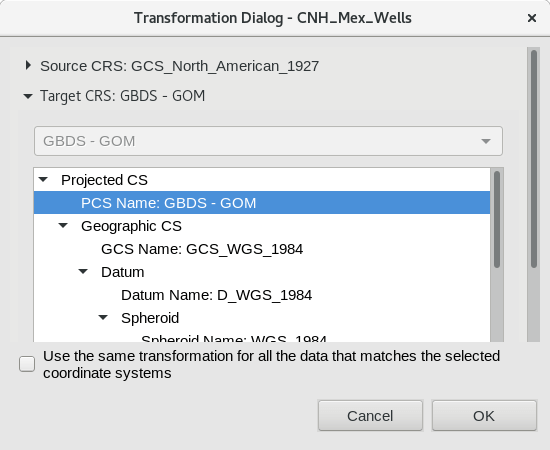 Transformation Dialog - CNH_Mex_Wells
Source CRS: GCS_North_American_1927
Target CRS: GBDS - GOM
GBDS - GOM
Projected CS
PCS Name: GBDS - GOM
Geographic CS
GCS Name: GCS_WGS_1984
Datum
Datum Name: D_WGS_1984
Spheroid
Spheroid Name: WGS_1984
Use the same transformation for all the data that matches the selected
coordinate systems
Cancel
OK